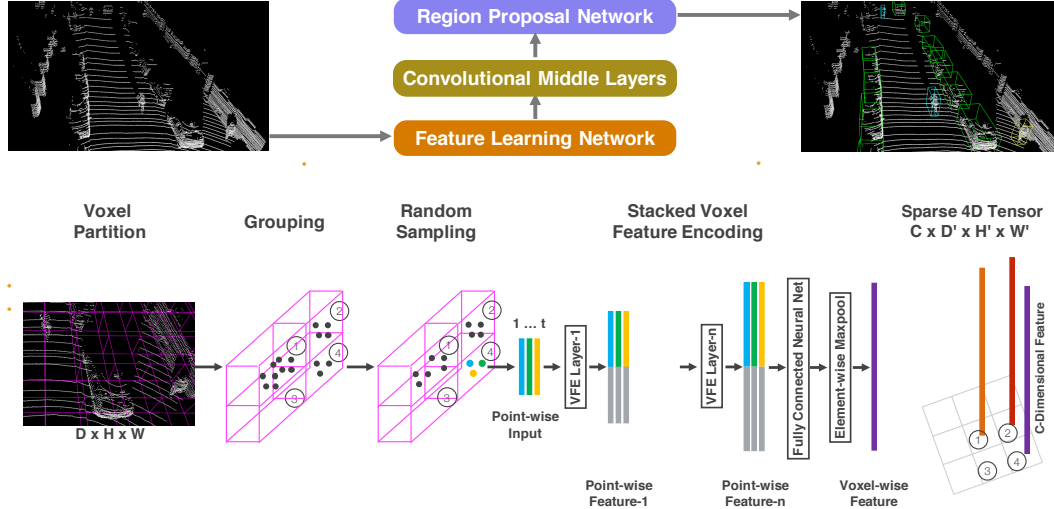 Region Proposal Network
Convolutional Middle Layers
Feature Learning Network
Voxel
Partition
Grouping
Random
Sampling
Stacked Voxel
Feature Encoding
Sparse 4D Tensor
C x D' x H' x W'
D x H x W
1
2
3
4
1
2
3
4
1 ... t
Point-wise
Input
VFE Layer-1
Point-wise
Feature-1
VFE Layer-n
Point-wise
Feature-n
Fully Connected Neural Net
Element-wise Maxpool
Voxel-wise
Feature
C-Dimensional Feature
1
2
3
4